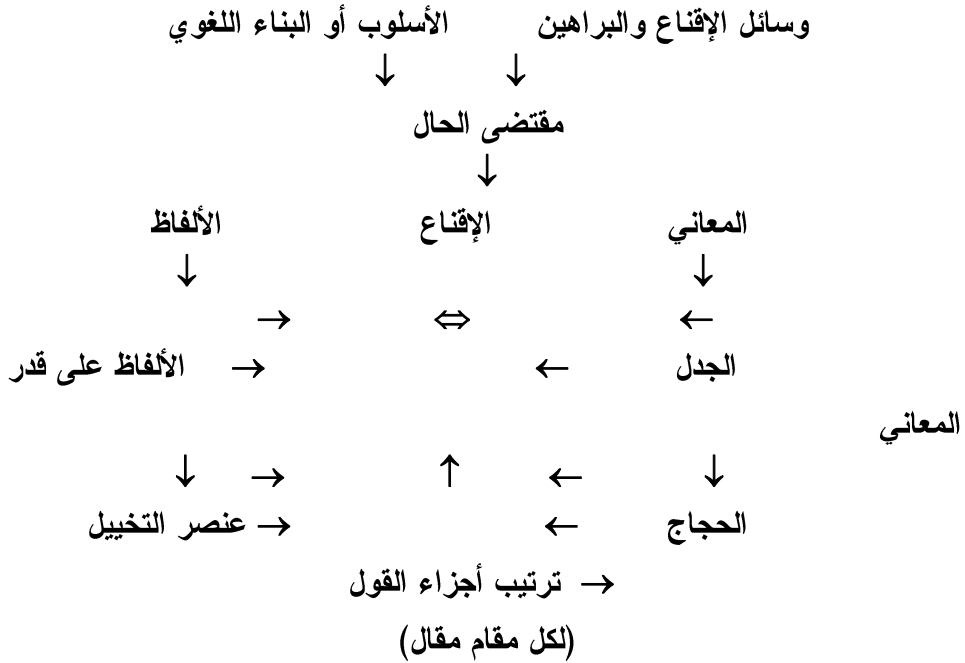 وسائل الإقناع والبراهين الأسلوب أو البناء اللغوي
↓ ↓
مقتضى الحال
↓
المعاني الإقناع الألفاظ
↓ ↓
← ⇔ →
الجدل ← → الألفاظ على قدر
المعاني
↓ ← ↑ → ↓
الحجاج ← → عنصر التخييل
→ ترتيب أجزاء القول
(لكل مقام مقال)